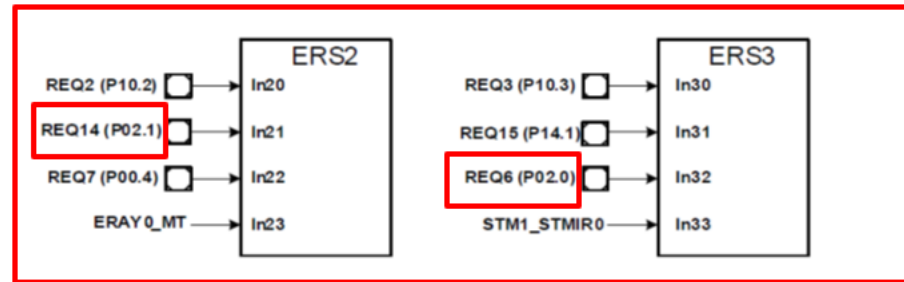 ERS2
REQ2 (P10.2) In20
REQ14 (P02.1) In21
REQ7 (P00.4) In22
ERAY0_MT In23
ERS3
REQ3 (P10.3) In30
REQ15 (P14.1) In31
REQ6 (P02.0) In32
STM1_STMIR0 In33